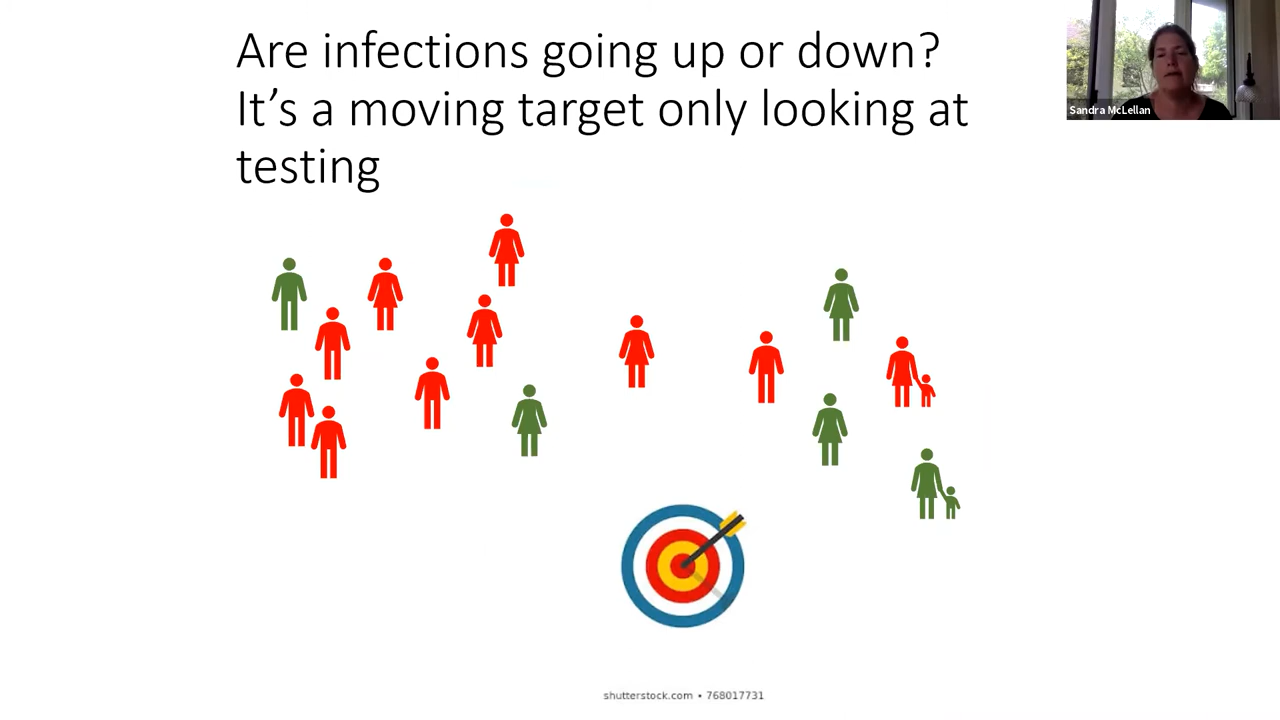 Are infections going up or down?
It's a moving target only looking at
testing
Sandra McLellan
shutterstock.com • 768017731